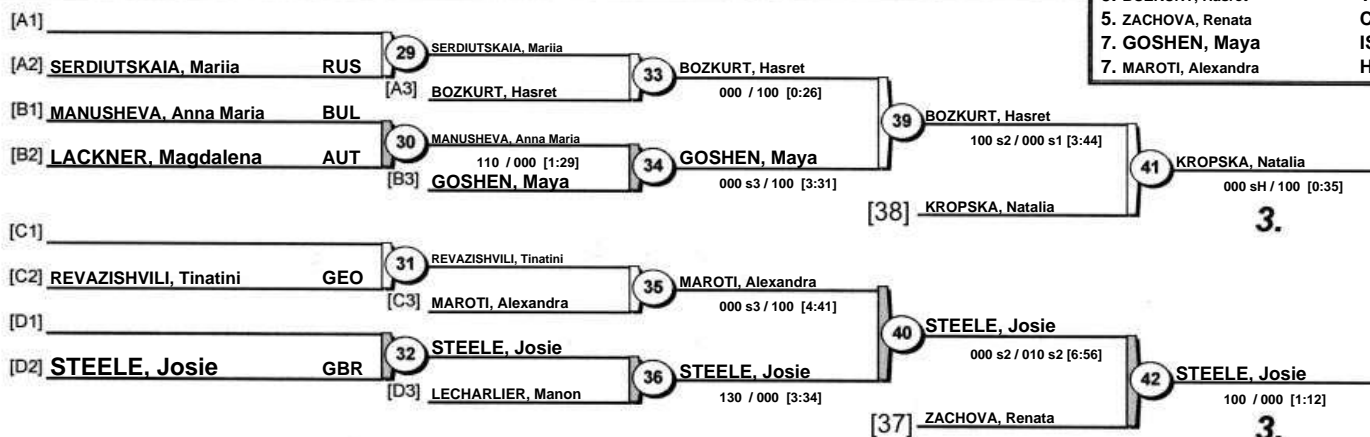 5. ZACHOVA, Renata
7. GOSHEN, Maya
7. MAROTI, Alexandra H
[A1]
[A2] SERDIUTSKAIA, Mariia RUS
29 SERDIUTSKAIA, Mariia
[A3] BOZKURT, Hasret
33 BOZKURT, Hasret
000 / 100 [0:26]
[B1] MANUSHEVA, Anna Maria BUL
[B2] LACKNER, Magdalena AUT
30 MANUSHEVA, Anna Maria
110 / 000 [1:29]
[B3] GOSHEN, Maya
34 GOSHEN, Maya
000 s3 / 100 [3:31]
39 BOZKURT, Hasret
100 s2 / 000 s1 [3:44]
[38] KROPSKA, Natalia
41 KROPSKA, Natalia
000 sH / 100 [0:35]
3.
[C1]
[C2] REVAZISHVILI, Tinatini GEO
31 REVAZISHVILI, Tinatini
[C3] MAROTI, Alexandra
35 MAROTI, Alexandra
000 s3 / 100 [4:41]
[D1]
[D2] STEELE, Josie GBR
32 STEELE, Josie
[D3] LECHARLIER, Manon
36 STEELE, Josie
130 / 000 [3:34]
40 STEELE, Josie
000 s2 / 010 s2 [6:56]
[37] ZACHOVA, Renata
42 STEELE, Josie
100 / 000 [1:12]
3.